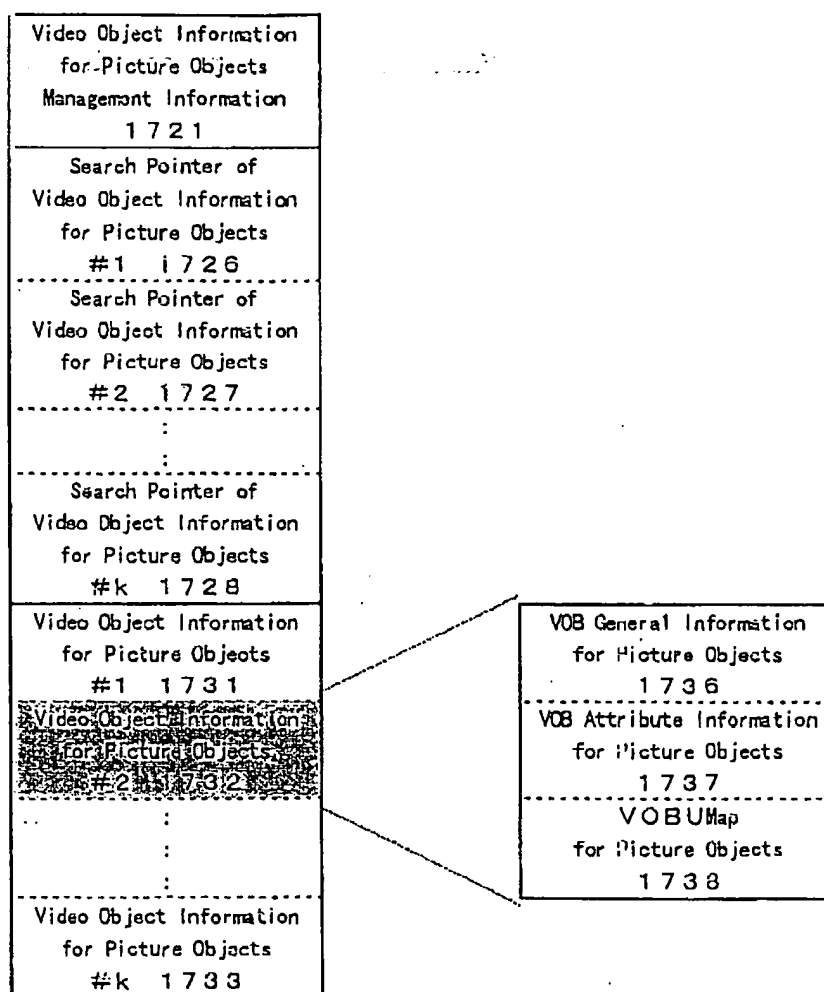 Video Object Information
for Picture Objects
Management Information
1721
Search Pointer of
Video Object Information
for Picture Objects
#1 1726
Search Pointer of
Video Object Information
for Picture Objects
#2 1727
:
:
Search Pointer of
Video Object Information
for Picture Objects
#k 1728
Video Object Information
for Picture Objects
#1 1731
Video Object Information
for Picture Objects
#2 1732
:
:
:
Video Object Information
for Picture Objects
#k 1733
VOB General Information
for Picture Objects
1736
VOB Attribute Information
for Picture Objects
1737
VOBUMap
for Picture Objects
1738